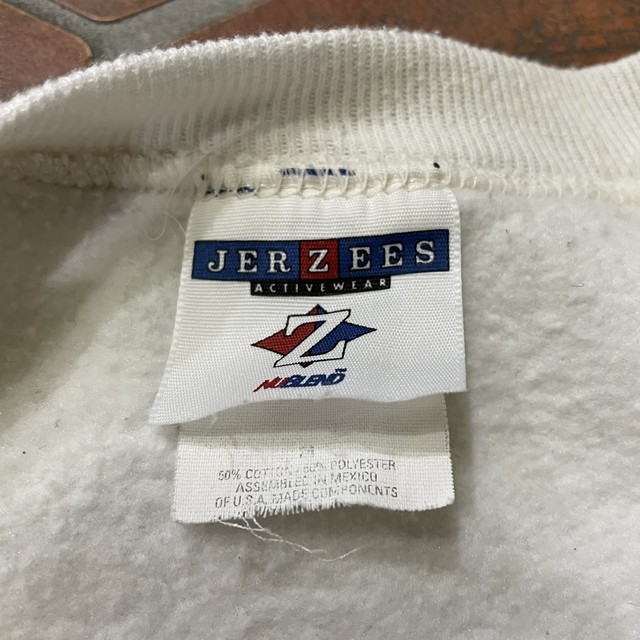 JERZEES
ACTIVEWEAR
Z
NUBLEND
50% COTTON / 50% POLYESTER
ASSEMBLED IN MEXICO
OF U.S.A. MADE COMPONENTS